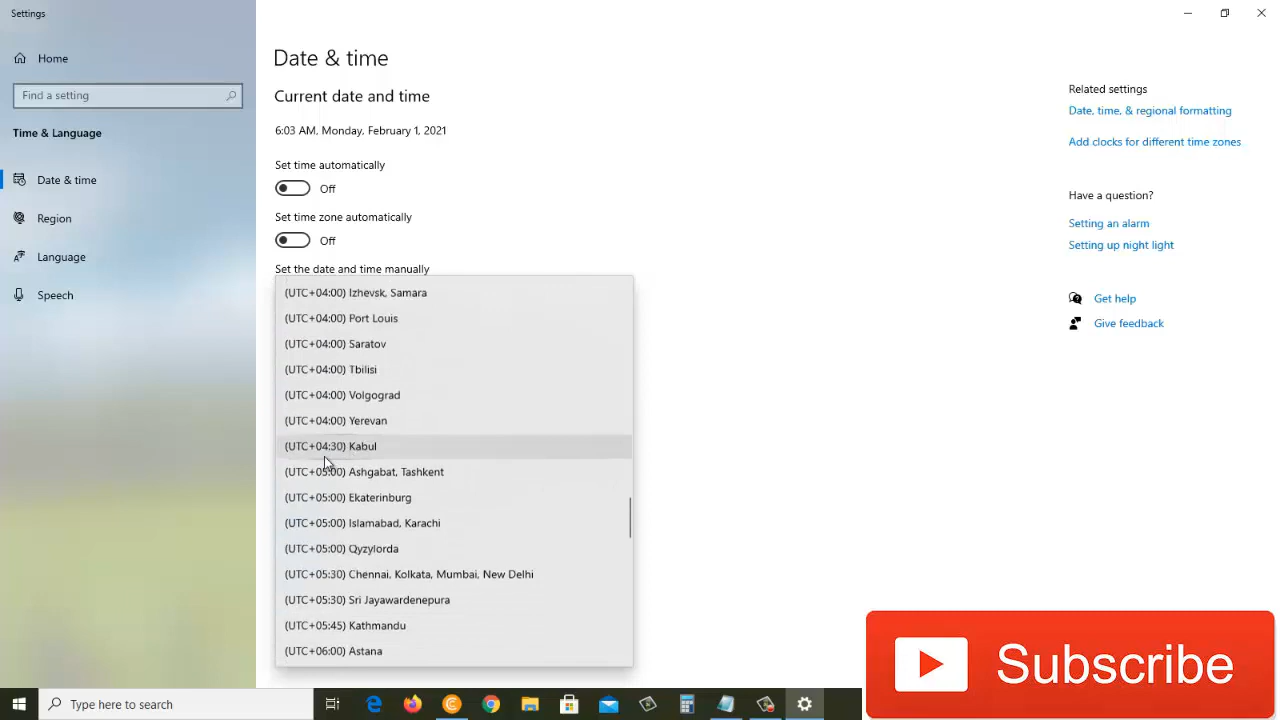 Settings
Home
Find a setting
Time & Language
Date & time
Region
Language
Speech
Date & time
Current date and time
6:03 AM, Monday, February 1, 2021
Set time automatically
Off
Set time zone automatically
Off
Set the date and time manually
(UTC+04:00) Izhevsk, Samara
(UTC+04:00) Port Louis
(UTC+04:00) Saratov
(UTC+04:00) Tbilisi
(UTC+04:00) Volgograd
(UTC+04:00) Yerevan
(UTC+04:30) Kabul
(UTC+05:00) Ashgabat, Tashkent
(UTC+05:00) Ekaterinburg
(UTC+05:00) Islamabad, Karachi
(UTC+05:00) Qyzylorda
(UTC+05:30) Chennai, Kolkata, Mumbai, New Delhi
(UTC+05:30) Sri Jayawardenepura
(UTC+05:45) Kathmandu
(UTC+06:00) Astana
Related settings
Date, time, & regional formatting
Add clocks for different time zones
Have a question?
Setting an alarm
Setting up night light
Get help
Give feedback
Subscribe
Type here to search